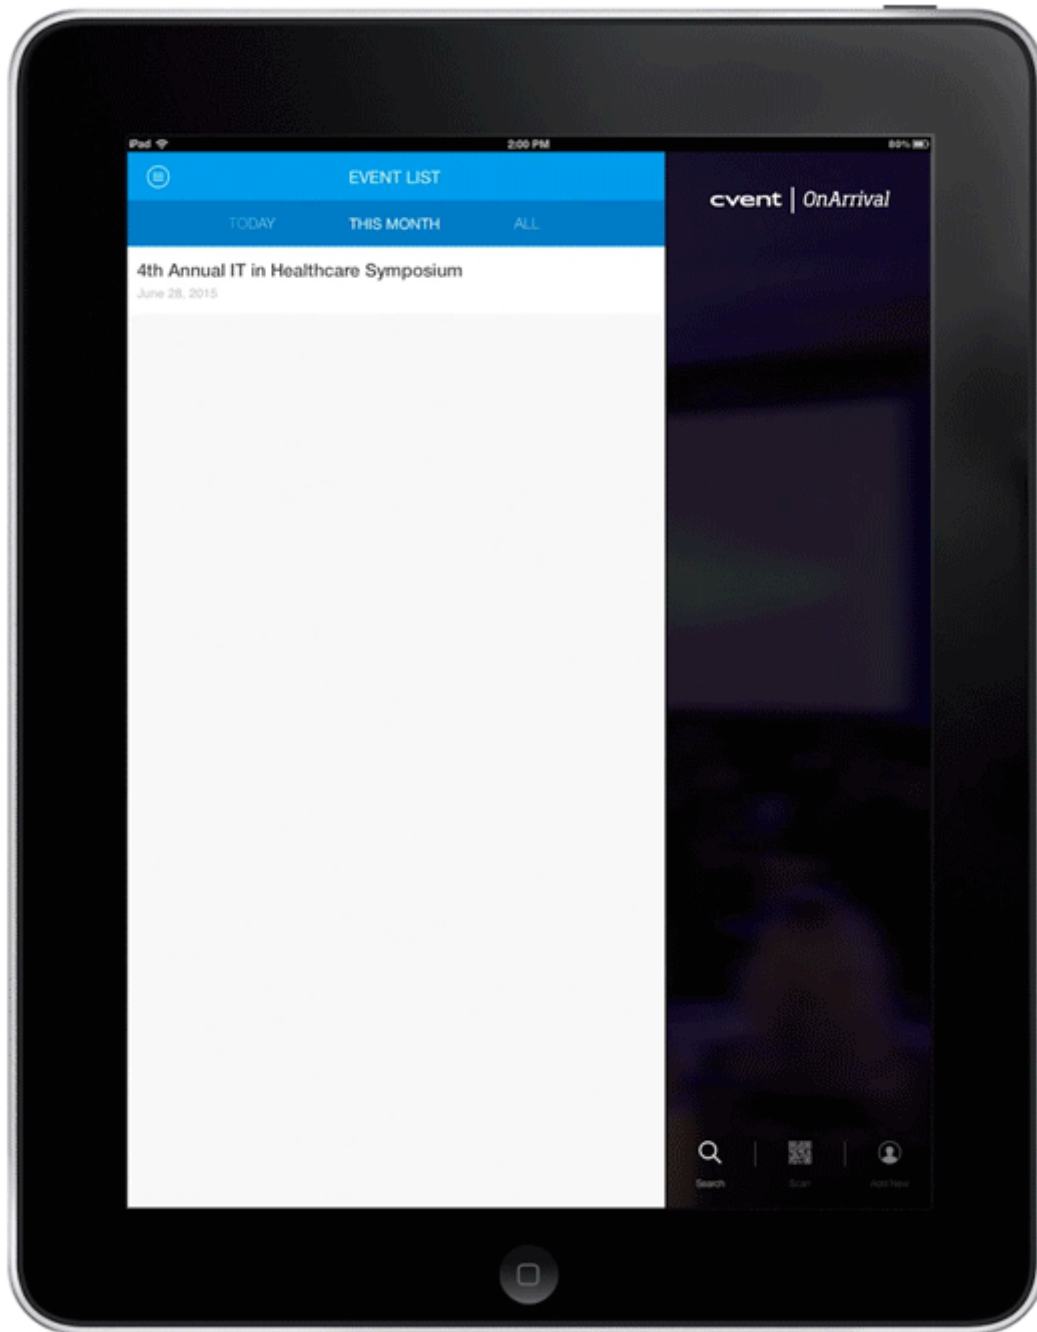 iPad 2:00 PM 80%
EVENT LIST
TODAY THIS MONTH ALL
4th Annual IT in Healthcare Symposium
June 28, 2015
cvent | OnArrival
Search Scan Add New